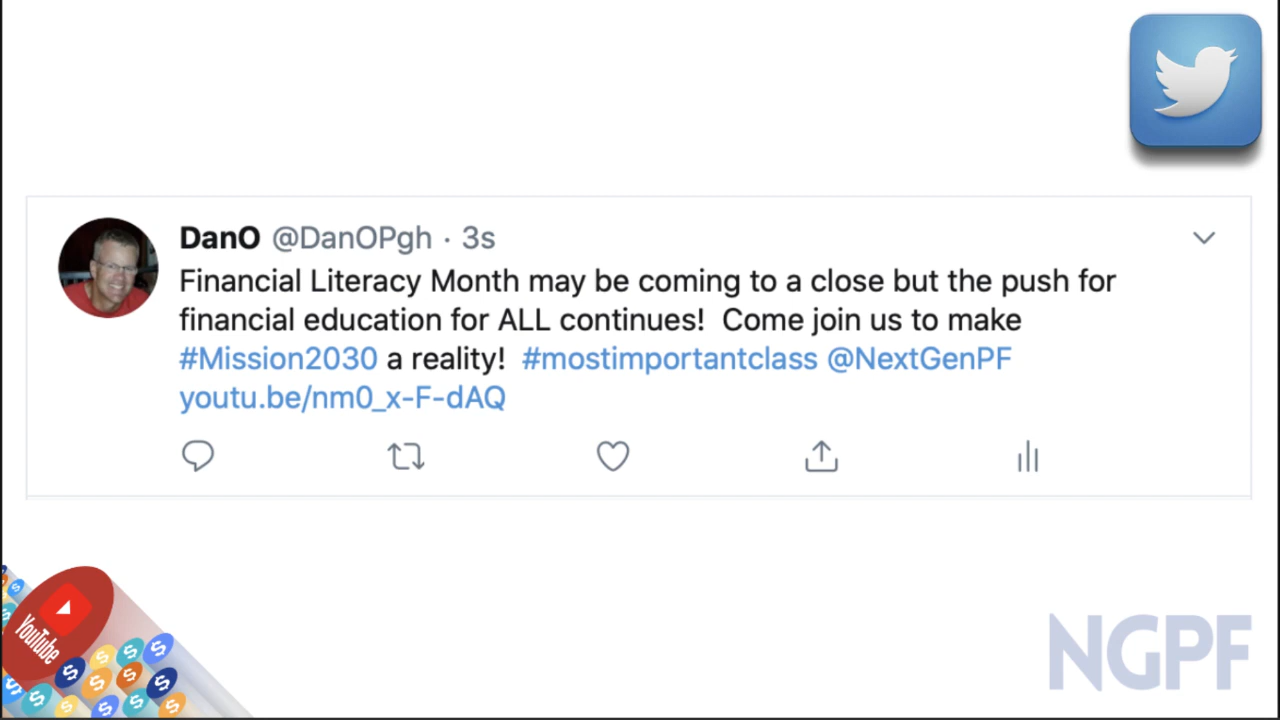 DanO @DanOPgh · 3s
Financial Literacy Month may be coming to a close but the push for
financial education for ALL continues!  Come join us to make
#Mission2030 a reality!  #mostimportantclass @NextGenPF
youtu.be/nm0_x-F-dAQ
YouTube
NGPF